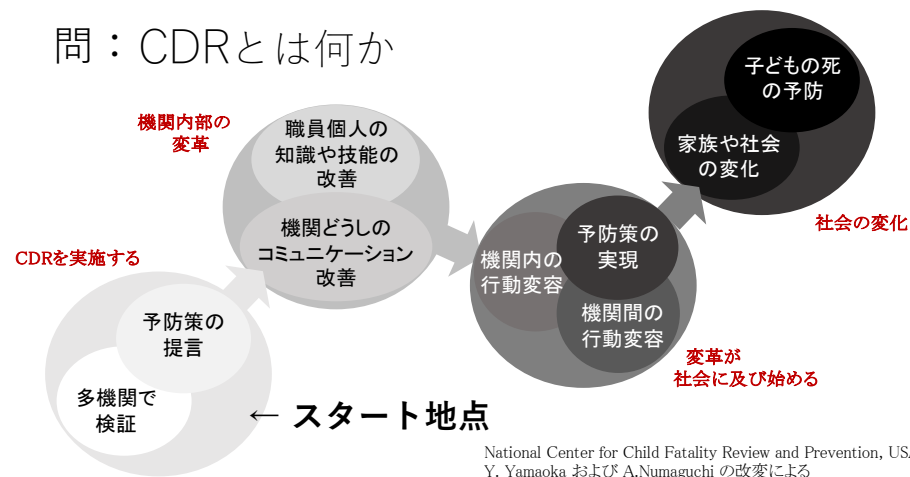 問：CDRとは何か
CDRを実施する
多機関で
検証
予防策の
提言
← スタート地点
機関内部の
変革
職員個人の
知識や技能の
改善
機関どうしの
コミュニケーション
改善
機関内の
行動変容
予防策の
実現
機関間の
行動変容
変革が
社会に及び始める
子どもの死
の予防
家族や社会
の変化
社会の変化
National Center for Child Fatality Review and Prevention, USA
Y. Yamaoka および A.Numaguchi の改変による